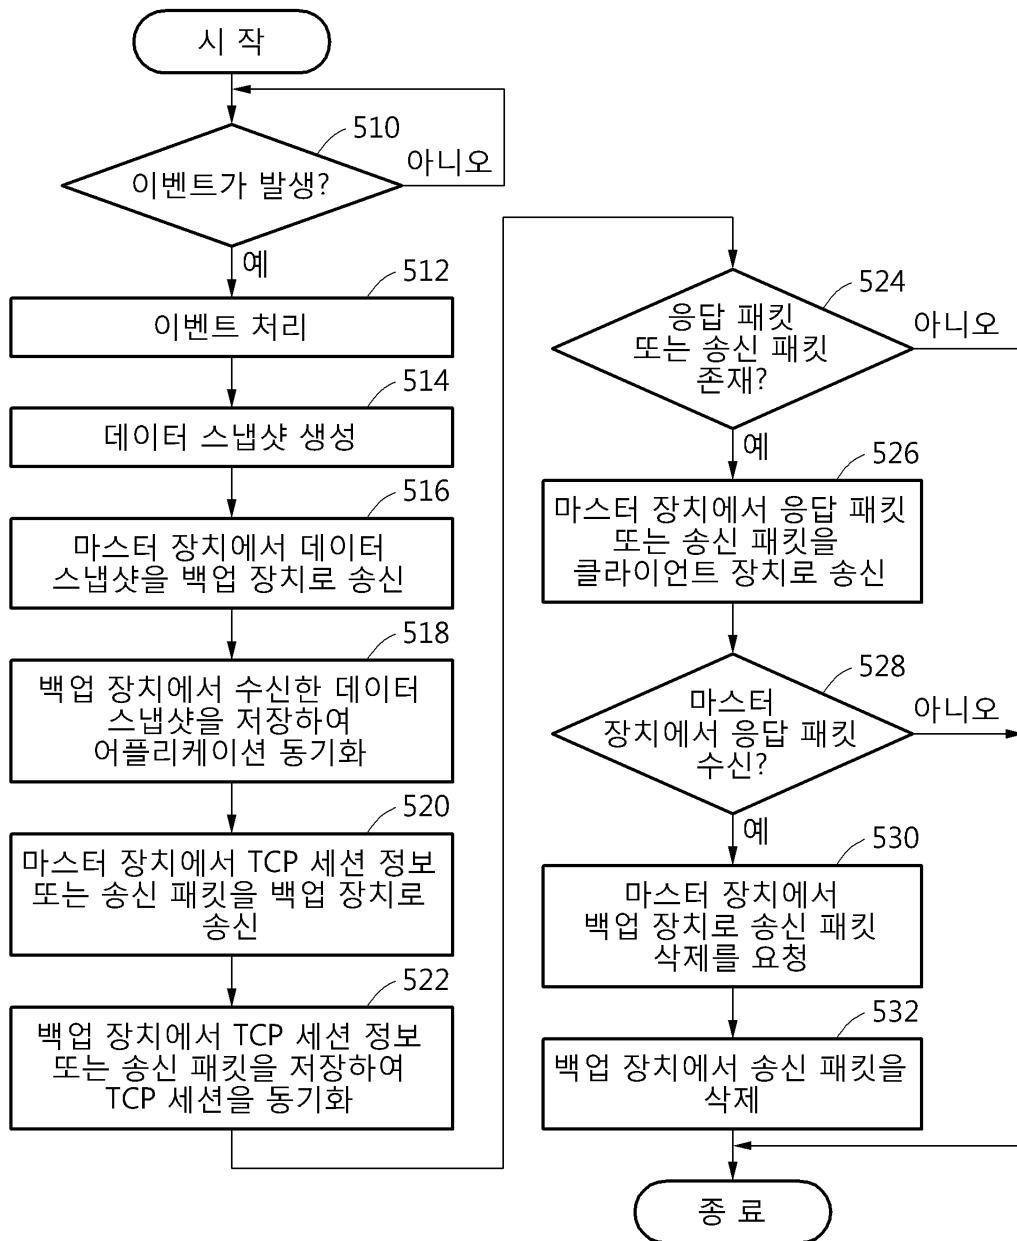 시 작
510
이벤트가 발생?
아니오
예
512
이벤트 처리
514
데이터 스냅샷 생성
516
마스터 장치에서 데이터
스냅샷을 백업 장치로 송신
518
백업 장치에서 수신한 데이터
스냅샷을 저장하여
어플리케이션 동기화
520
마스터 장치에서 TCP 세션 정보
또는 송신 패킷을 백업 장치로
송신
522
백업 장치에서 TCP 세션 정보
또는 송신 패킷을 저장하여
TCP 세션을 동기화
524
응답 패킷
또는 송신 패킷
존재?
아니오
예
526
마스터 장치에서 응답 패킷
또는 송신 패킷을
클라이언트 장치로 송신
528
마스터
장치에서 응답 패킷
수신?
아니오
예
530
마스터 장치에서
백업 장치로 송신 패킷
삭제를 요청
532
백업 장치에서 송신 패킷을
삭제
종 료